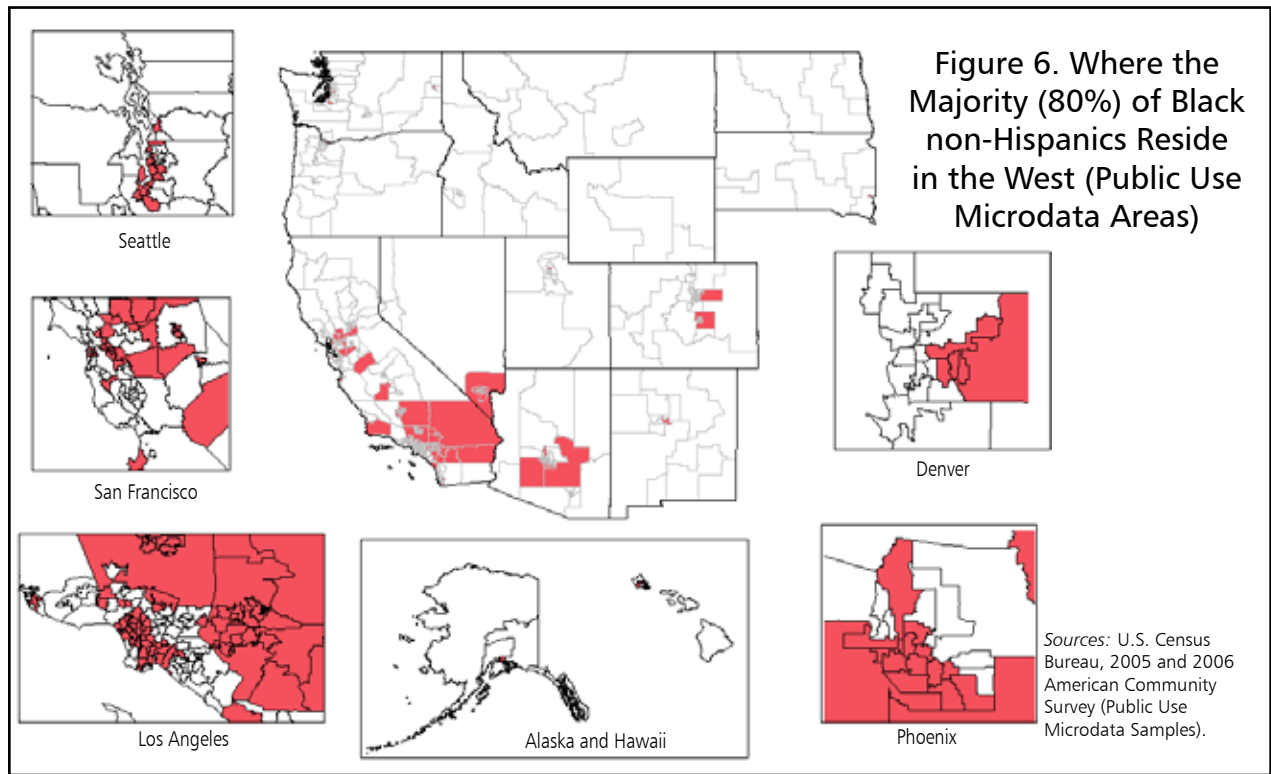 Figure 6. Where the
Majority (80%) of Black
non-Hispanics Reside
in the West (Public Use
Microdata Areas)
Seattle
San Francisco
Denver
Los Angeles
Alaska and Hawaii
Phoenix
Sources: U.S. Census
Bureau, 2005 and 2006
American Community
Survey (Public Use
Microdata Samples).